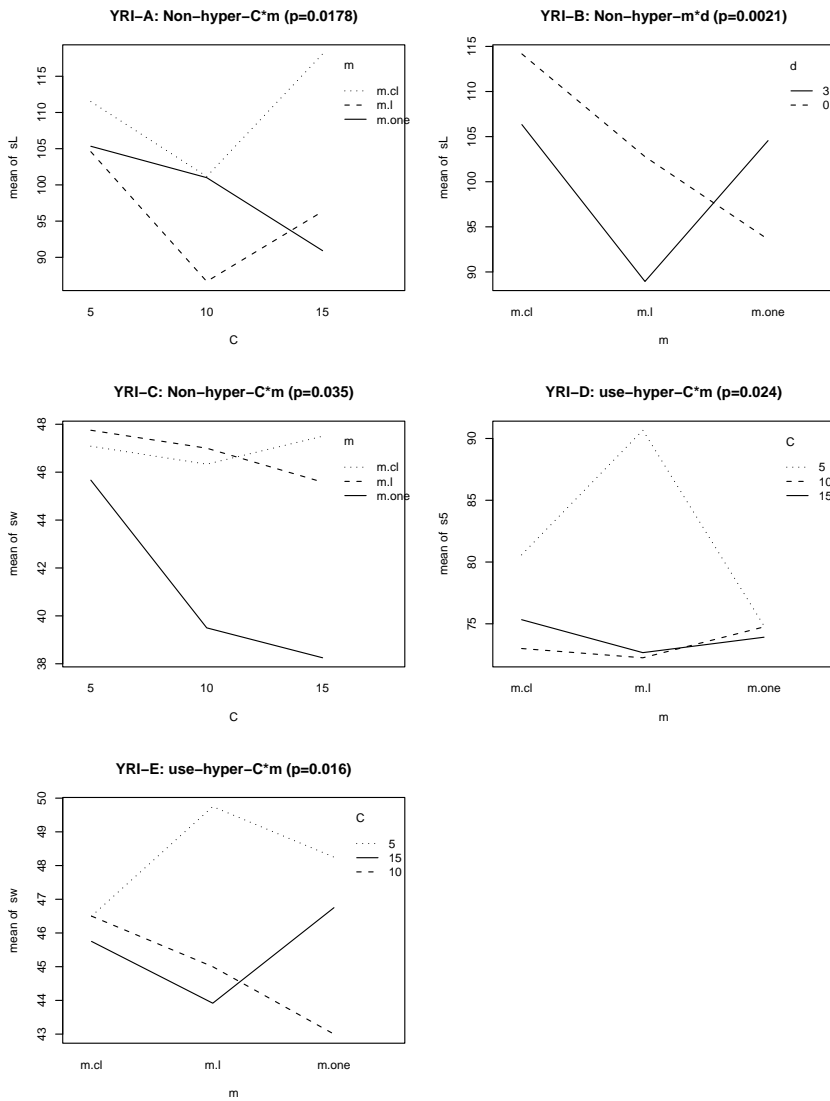 YRI−A: Non−hyper−C*m (p=0.0178)
mean of sL
90 95 100 105 110 115
m
m.cl
m.l
m.one
5 10 15
C
YRI−B: Non−hyper−m*d (p=0.0021)
mean of sL
90 95 100 105 110 115
d
3
0
m.cl m.l m.one
m
YRI−C: Non−hyper−C*m (p=0.035)
mean of sw
38 40 42 44 46 48
m
m.cl
m.l
m.one
5 10 15
C
YRI−D: use−hyper−C*m (p=0.024)
mean of s5
75 80 85 90
C
5
10
15
m.cl m.l m.one
m
YRI−E: use−hyper−C*m (p=0.016)
mean of sw
43 44 45 46 47 48 49 50
C
5
15
10
m.cl m.l m.one
m